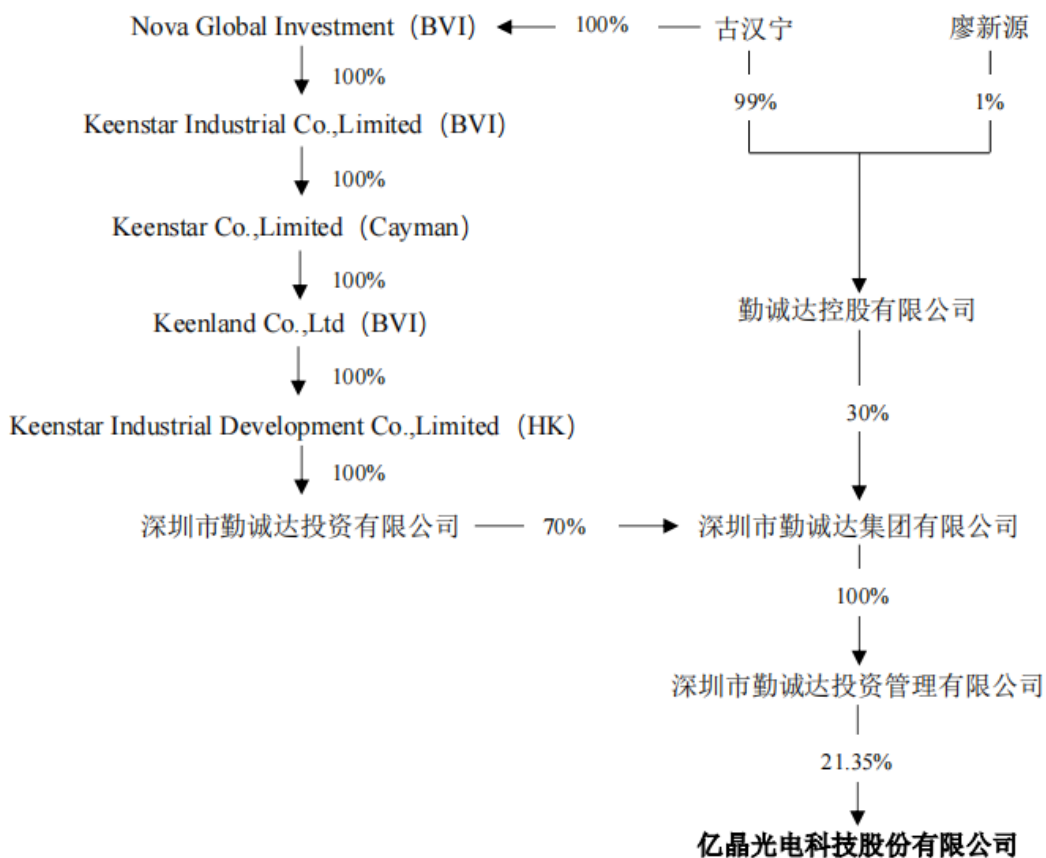 Nova Global Investment（BVI） 100% 古汉宁 廖新源
100% 99% 1%
Keenstar Industrial Co.,Limited（BVI）
100%
Keenstar Co.,Limited（Cayman）
100%
Keenland Co.,Ltd（BVI） 勤诚达控股有限公司
100%
Keenstar Industrial Development Co.,Limited（HK） 30%
100%
深圳市勤诚达投资有限公司 70% 深圳市勤诚达集团有限公司
100%
深圳市勤诚达投资管理有限公司
21.35%
亿晶光电科技股份有限公司